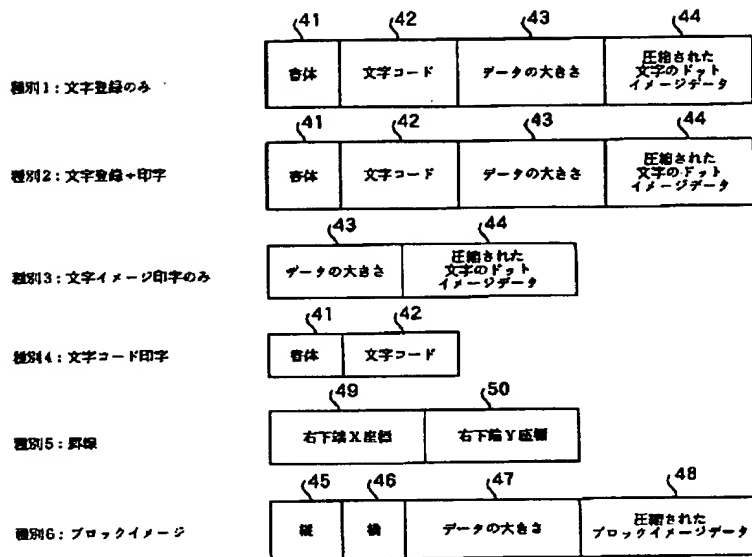 41 42 43 44
種別1:文字登録のみ 書体 文字コード データの大きさ 圧縮された
文字のドット
イメージデータ
41 42 43 44
種別2:文字登録+印字 書体 文字コード データの大きさ 圧縮された
文字のドット
イメージデータ
43 44
種別3:文字イメージ印字のみ データの大きさ 圧縮された
文字のドット
イメージデータ
41 42
種別4:文字コード印字 書体 文字コード
49 50
種別5:罫線 右下端X座標 右下端Y座標
45 46 47 48
種別6:ブロックイメージ 縦 横 データの大きさ 圧縮された
ブロックイメージデータ